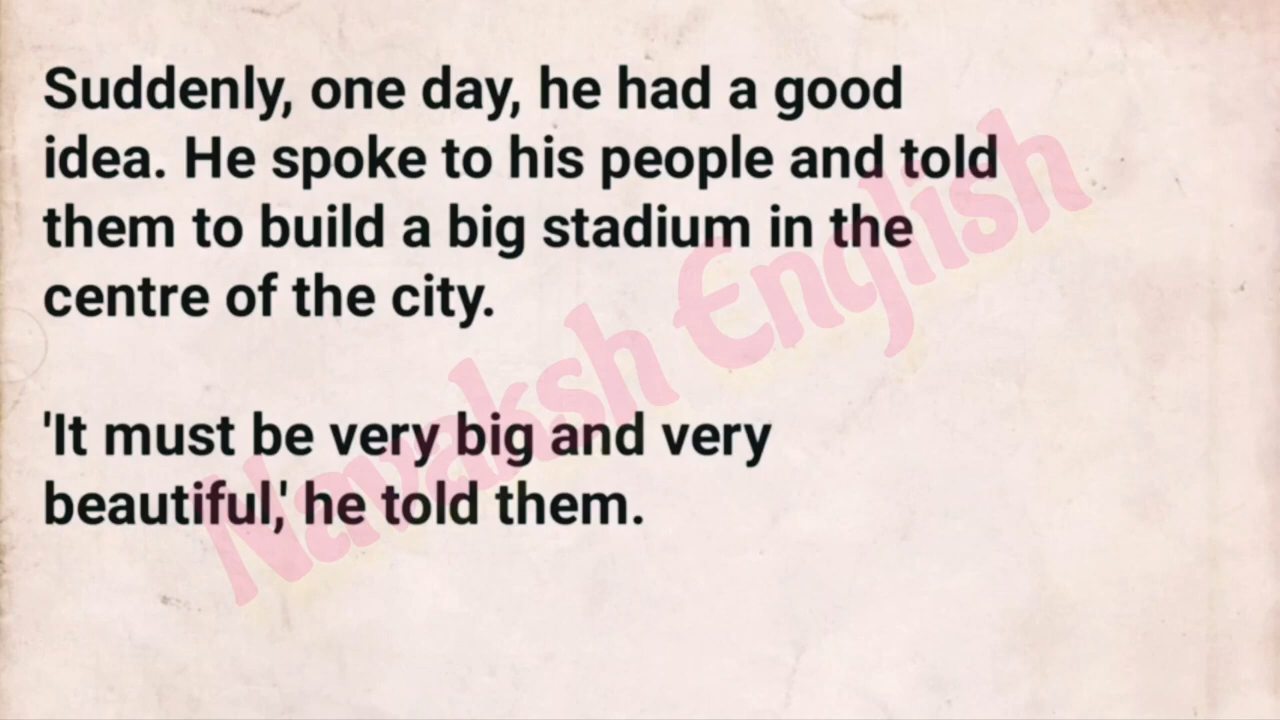 Suddenly, one day, he had a good
idea. He spoke to his people and told
them to build a big stadium in the
centre of the city.
'It must be very big and very
beautiful,' he told them.
Navaksh English